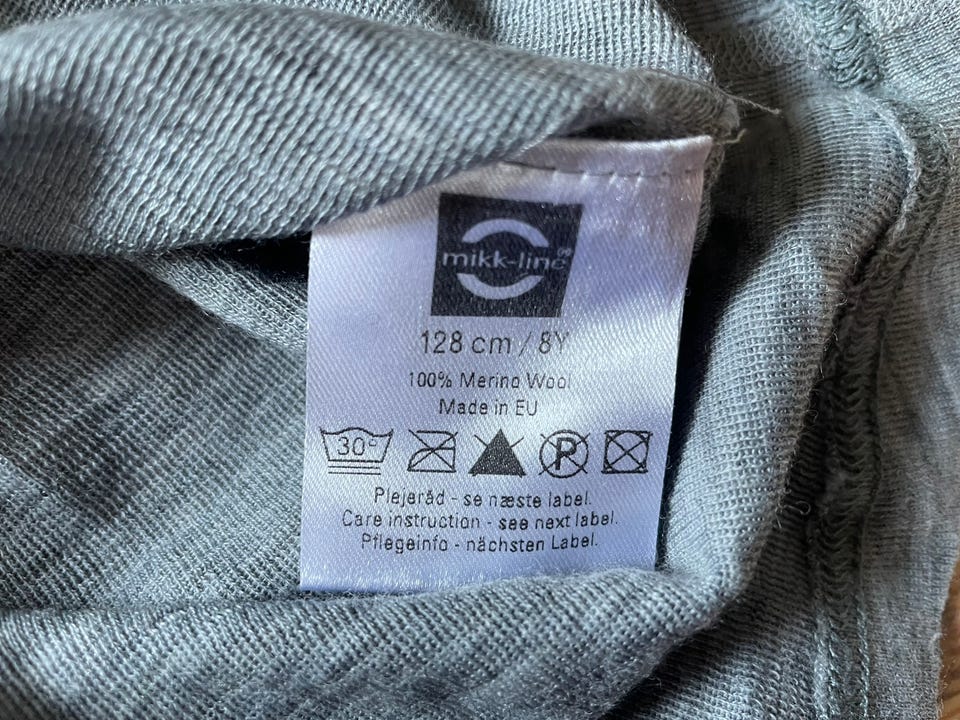 mikk-line®
128 cm / 8Y
100% Merino Wool
Made in EU
30° P
Plejeråd - se næste label.
Care instruction - see next label.
Pflegeinfo - nächsten Label.